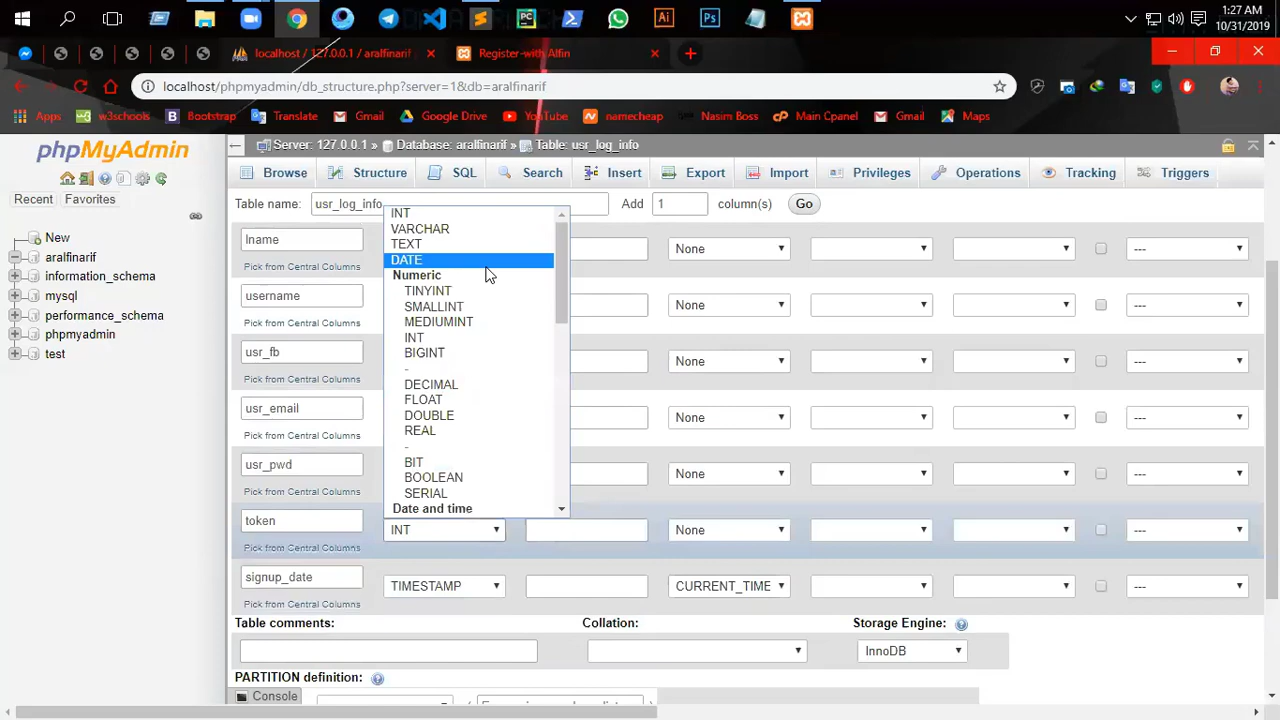 1:27 AM
10/31/2019
localhost / 127.0.0.1 / aralfinarif
Register-with Alfin
localhost/phpmyadmin/db_structure.php?server=1&db=aralfinarif
Apps
w3schools
Bootstrap
Translate
Gmail
Google Drive
YouTube
namecheap
Nasim Boss
Main Cpanel
Gmail
Maps
phpMyAdmin
Server: 127.0.0.1 » Database: aralfinarif » Table: usr_log_info
Browse
Structure
SQL
Search
Insert
Export
Import
Privileges
Operations
Tracking
Triggers
Recent
Favorites
New
aralfinarif
information_schema
mysql
performance_schema
phpmyadmin
test
Table name: usr_log_info
Add 1 column(s) Go
lname
Pick from Central Columns
None
---
username
Pick from Central Columns
None
---
usr_fb
Pick from Central Columns
None
---
usr_email
Pick from Central Columns
None
---
usr_pwd
Pick from Central Columns
None
---
token
Pick from Central Columns
INT
None
---
signup_date
Pick from Central Columns
TIMESTAMP
CURRENT_TIME
---
INT
VARCHAR
TEXT
DATE
Numeric
TINYINT
SMALLINT
MEDIUMINT
INT
BIGINT
-
DECIMAL
FLOAT
DOUBLE
REAL
-
BIT
BOOLEAN
SERIAL
Date and time
Table comments:
Collation:
Storage Engine:
InnoDB
PARTITION definition:
Console